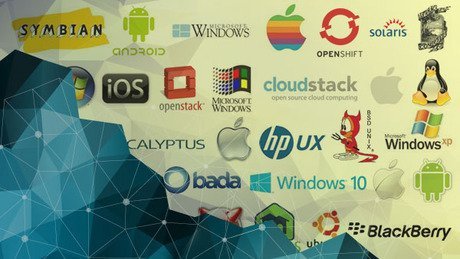 SYMBIAN
ANDROID
MICROSOFT
WINDOWS
OPENSHIFT
solaris
iOS
openstack
MICROSOFT
WINDOWS
cloudstack
open source cloud computing
CALYPTUS
hp UX
BSD UNIX
Microsoft
Windows xp
bada
Windows 10
ubu
BlackBerry